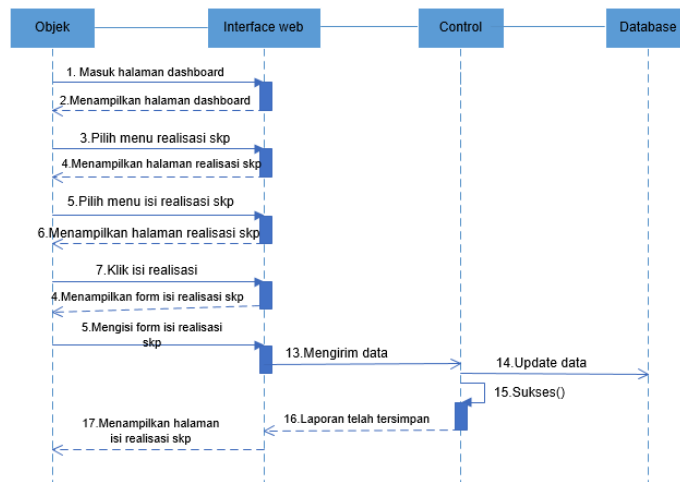 Objek
Interface web
Control
Database
1. Masuk halaman dashboard
2.Menampilkan halaman dashboard
3.Pilih menu realisasi skp
4.Menampilkan halaman realisasi skp
5.Pilih menu isi realisasi skp
6.Menampilkan halaman realisasi skp
7.Klik isi realisasi
4.Menampilkan form isi realisasi skp
5.Mengisi form isi realisasi
skp
13.Mengirim data
14.Update data
15.Sukses()
16.Laporan telah tersimpan
17.Menampilkan halaman
isi realisasi skp